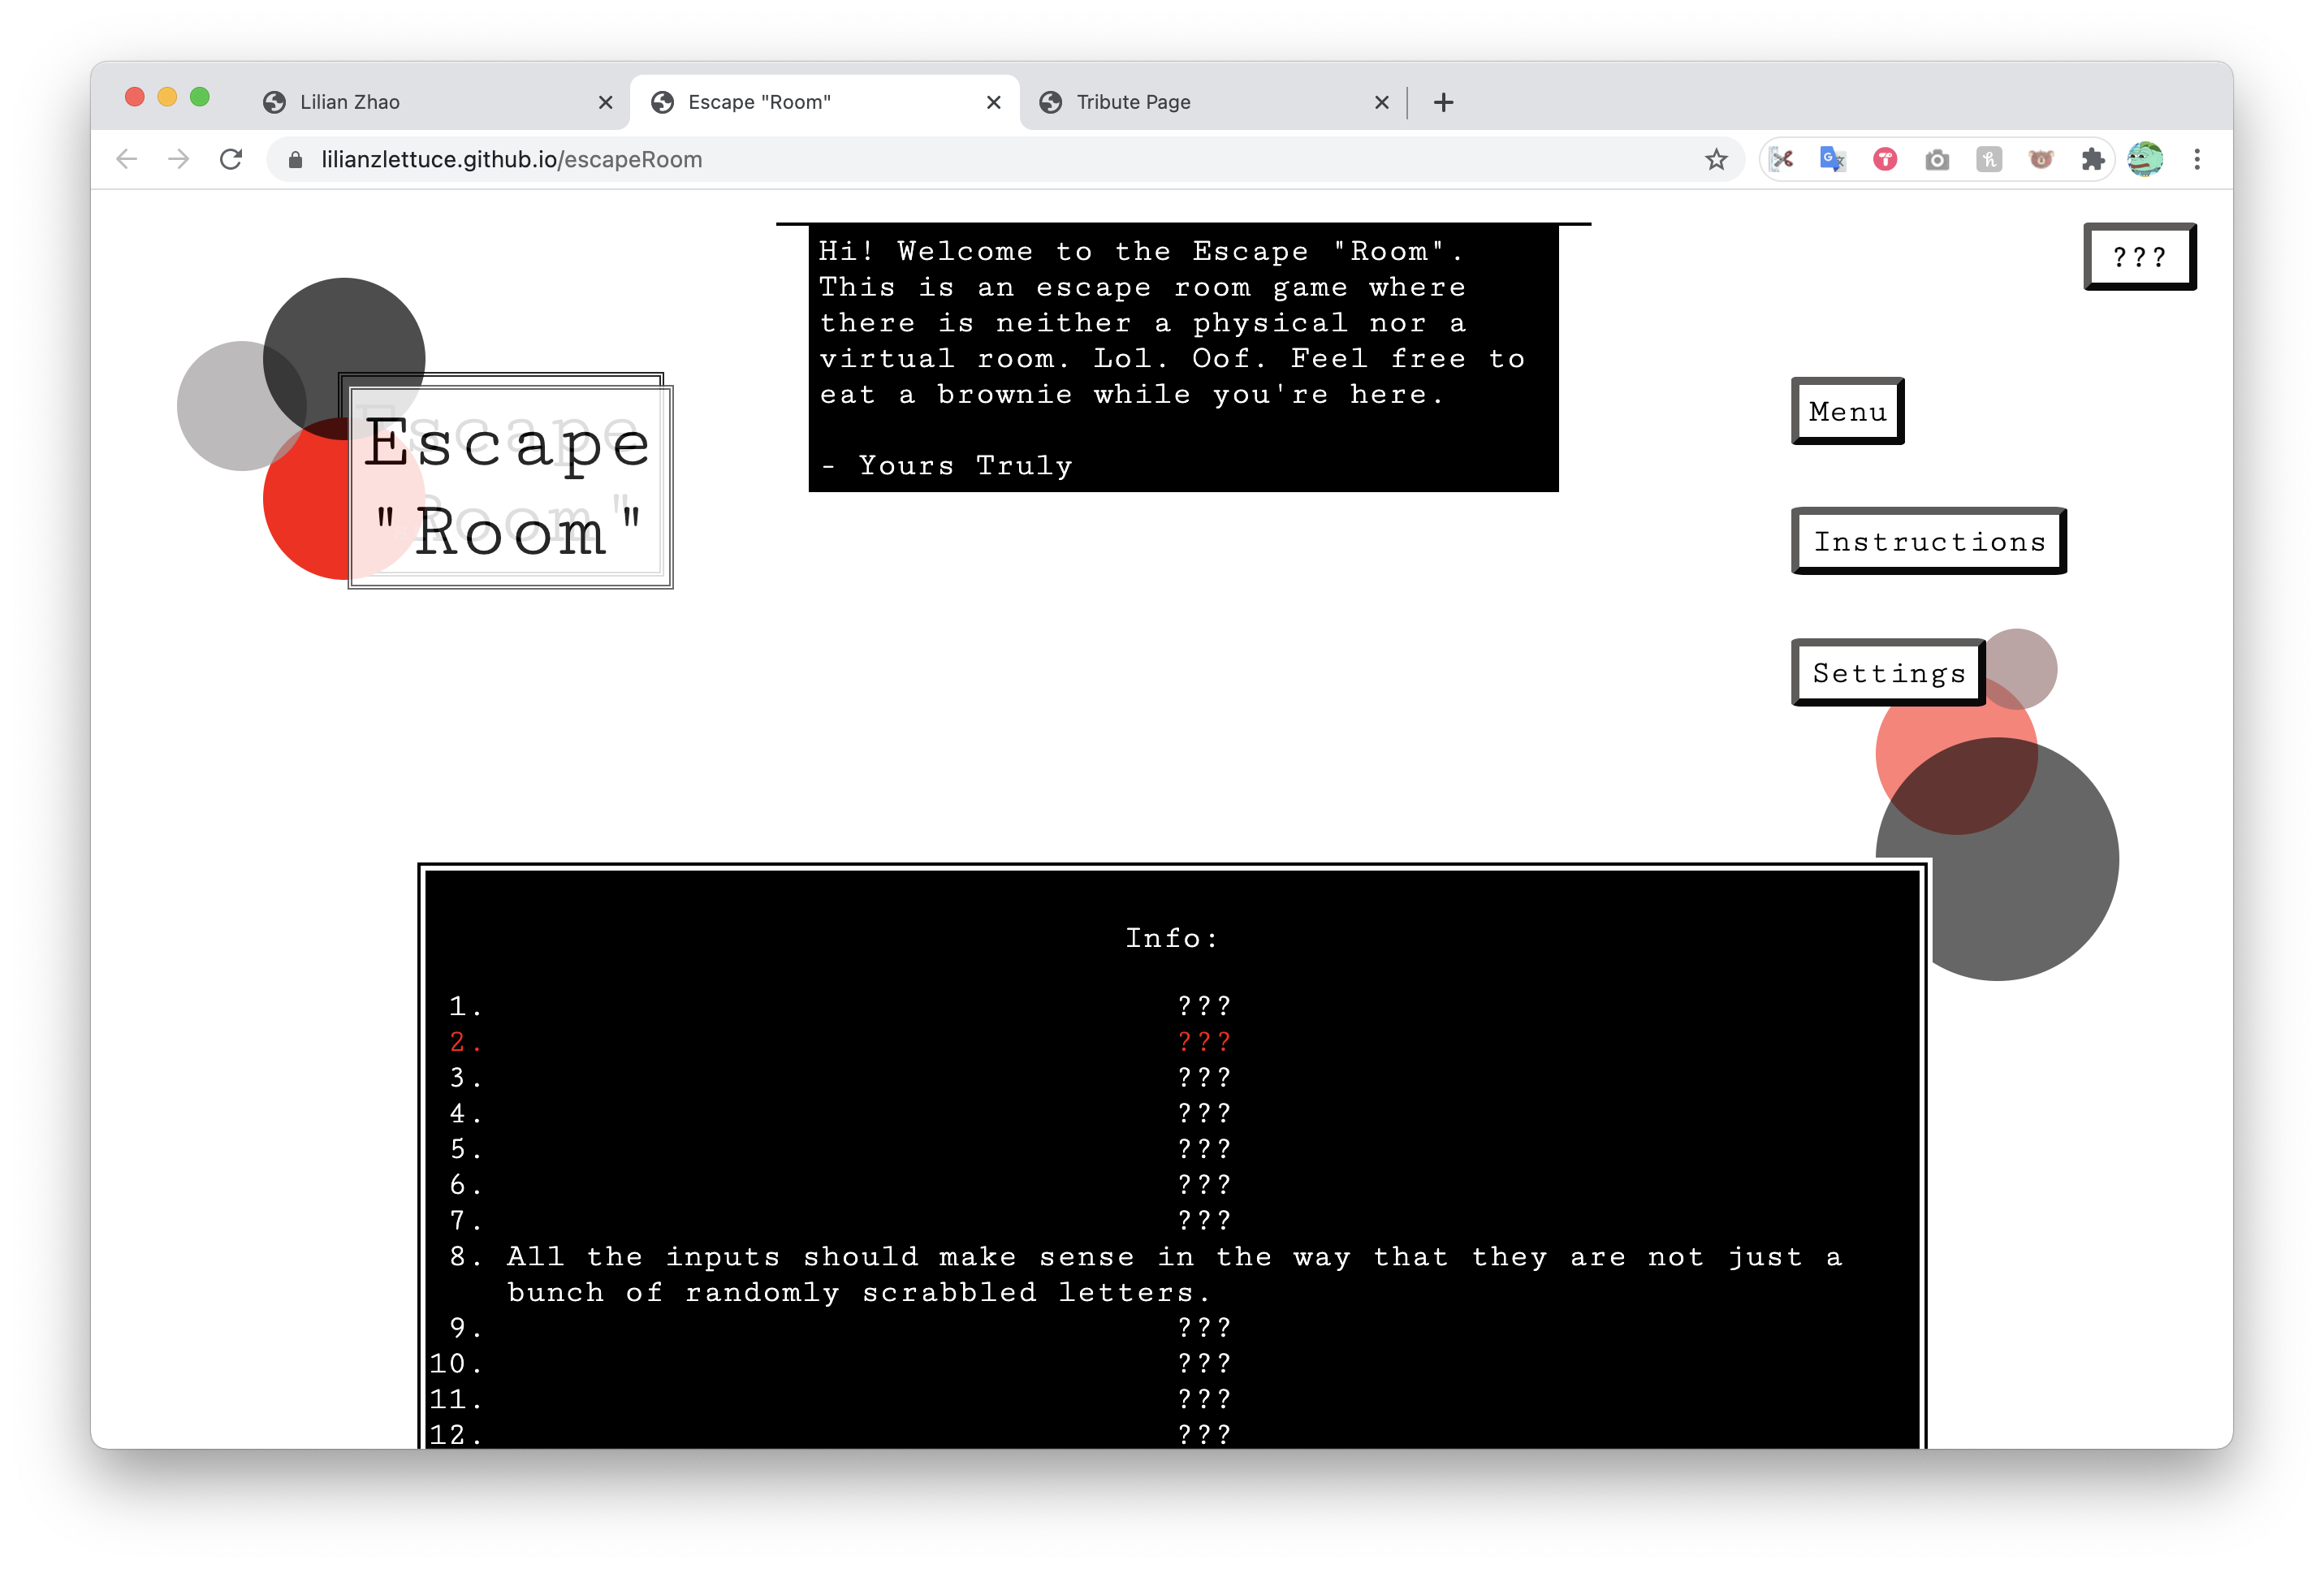 Lilian Zhao
Escape "Room"
Tribute Page
lilianzlettuce.github.io/escapeRoom
Hi! Welcome to the Escape "Room".
This is an escape room game where
there is neither a physical nor a
virtual room. Lol. Oof. Feel free to
eat a brownie while you're here.
- Yours Truly
???
Escape
"Room"
Escape
"Room"
Menu
Instructions
Settings
Info:
1. ???
2. ???
3. ???
4. ???
5. ???
6. ???
7. ???
8. All the inputs should make sense in the way that they are not just a
bunch of randomly scrabbled letters.
9. ???
10. ???
11. ???
12. ???